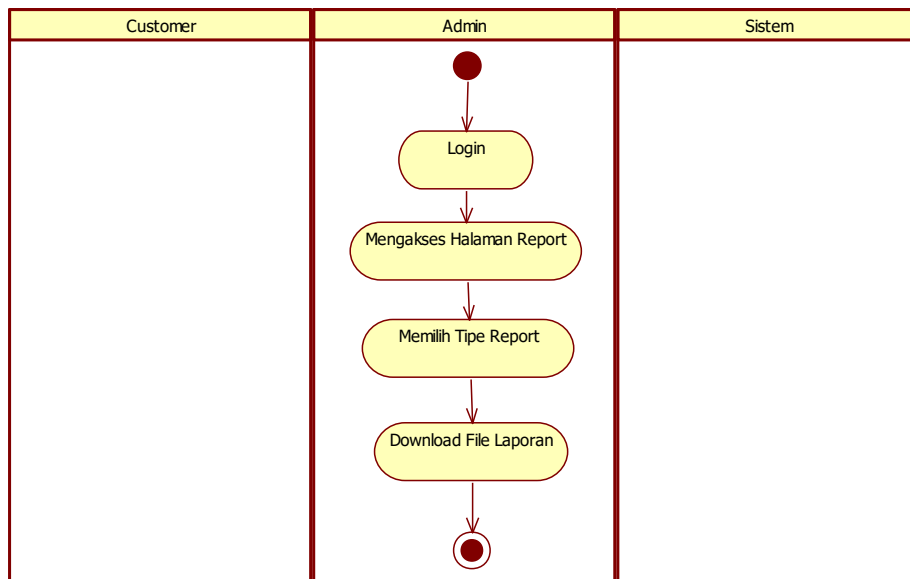 Customer
Admin
Sistem
Login
Mengakses Halaman Report
Memilih Tipe Report
Download File Laporan